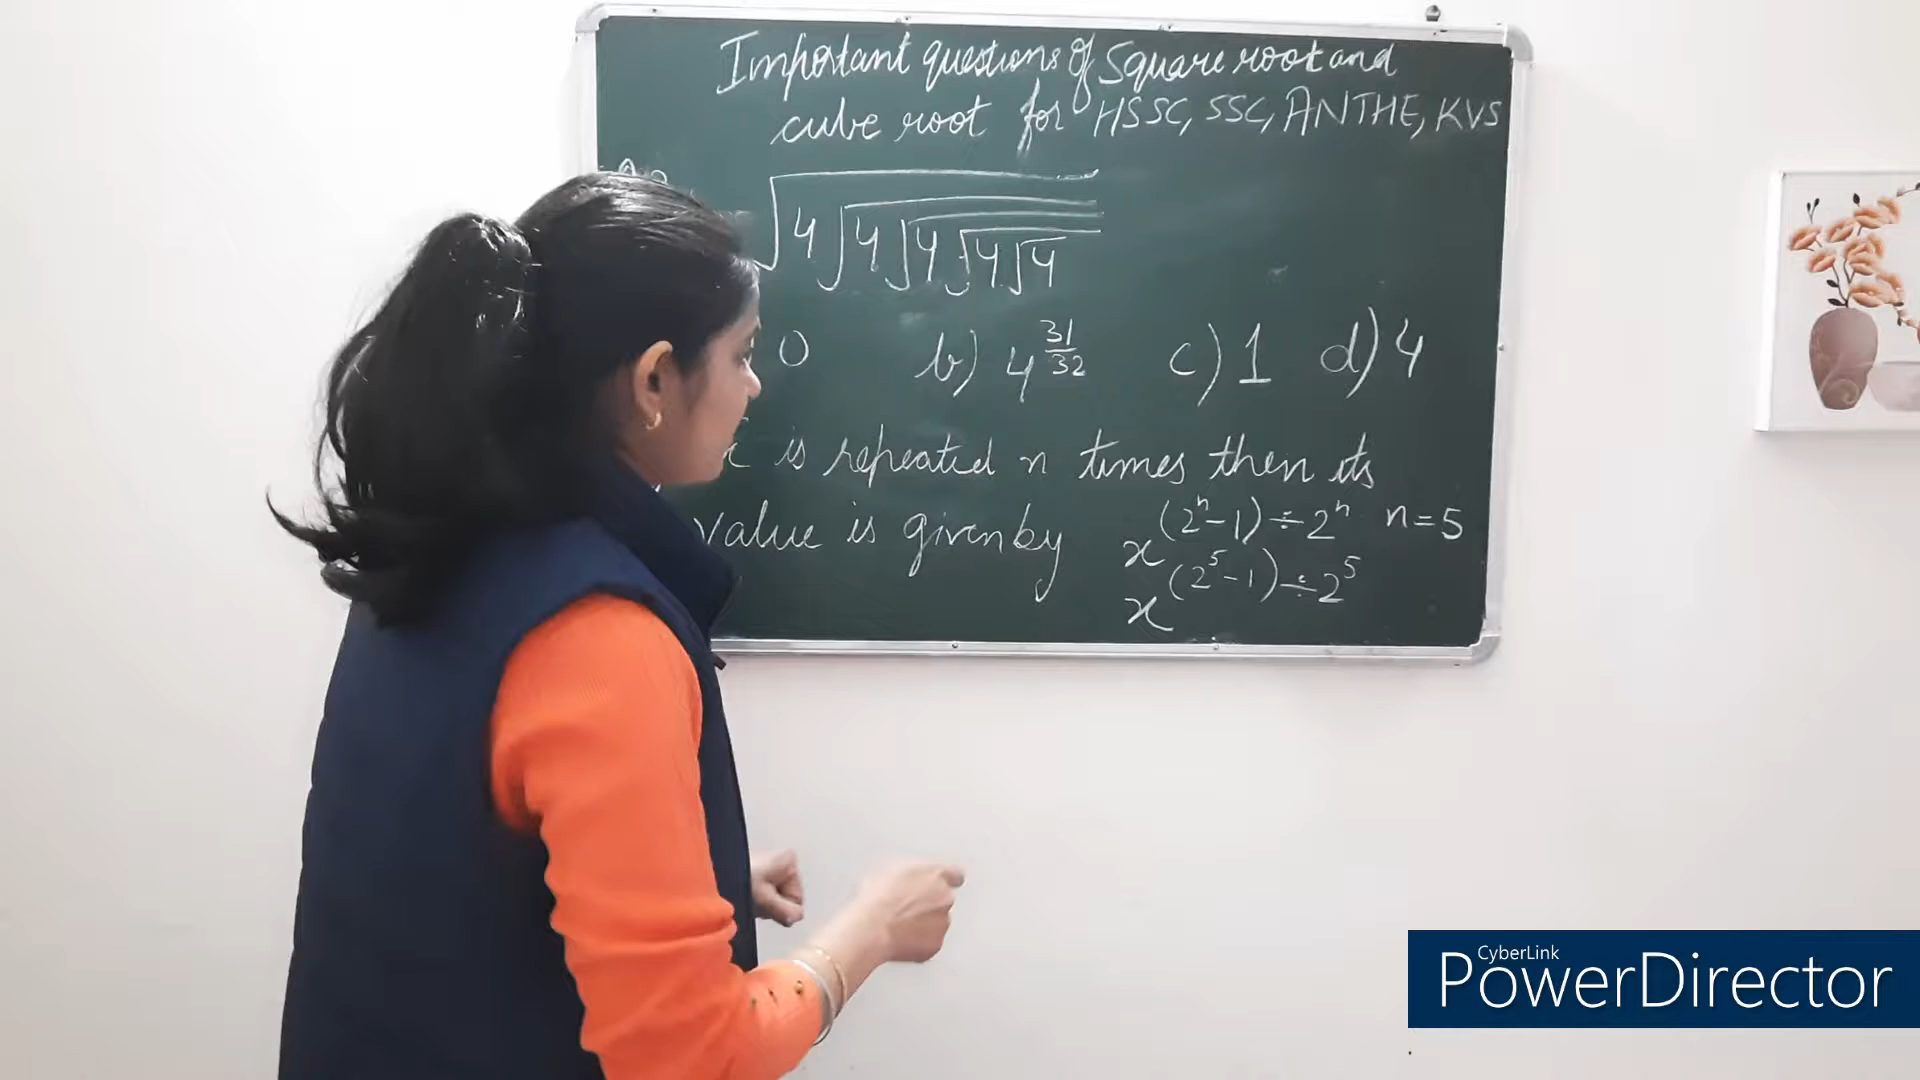 Important questions of Square root and
cube root for HSSC, SSC, ANTHE, KVS
√4√4√4√4√4
0 b) 4^31/32 c) 1 d) 4
is repeated n times then its
value is given by x^(2^n-1)÷2^n n=5
x^(2^5-1)÷2^5
CyberLink
PowerDirector